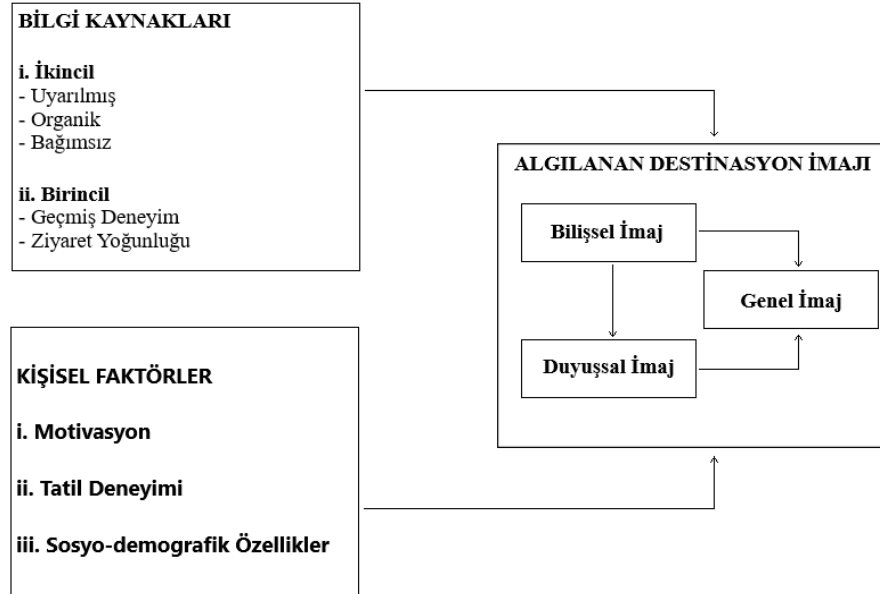 BİLGİ KAYNAKLARI
i. İkincil
- Uyarılmış
- Organik
- Bağımsız
ii. Birincil
- Geçmiş Deneyim
- Ziyaret Yoğunluğu
KİŞİSEL FAKTÖRLER
i. Motivasyon
ii. Tatil Deneyimi
iii. Sosyo-demografik Özellikler
ALGILANAN DESTİNASYON İMAJI
Bilişsel İmaj
Genel İmaj
Duyuşsal İmaj